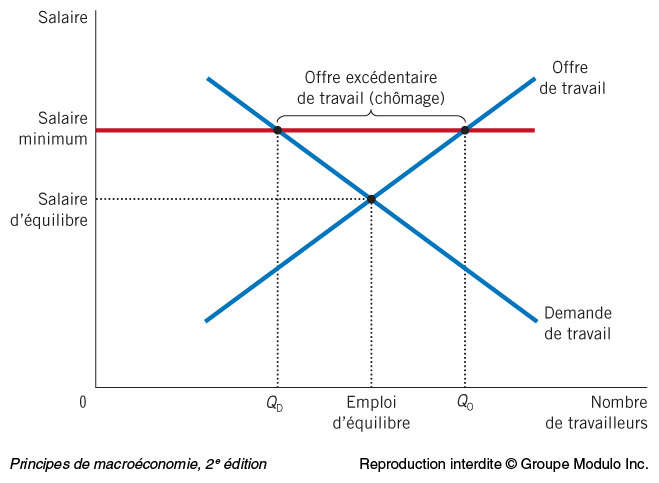 Salaire
Offre
de travail
Offre excédentaire
de travail (chômage)
Salaire
minimum
Salaire
d'équilibre
Demande
de travail
0
QD
Emploi
d'équilibre
QO
Nombre
de travailleurs
Principes de macroéconomie, 2e édition
Reproduction interdite © Groupe Modulo Inc.